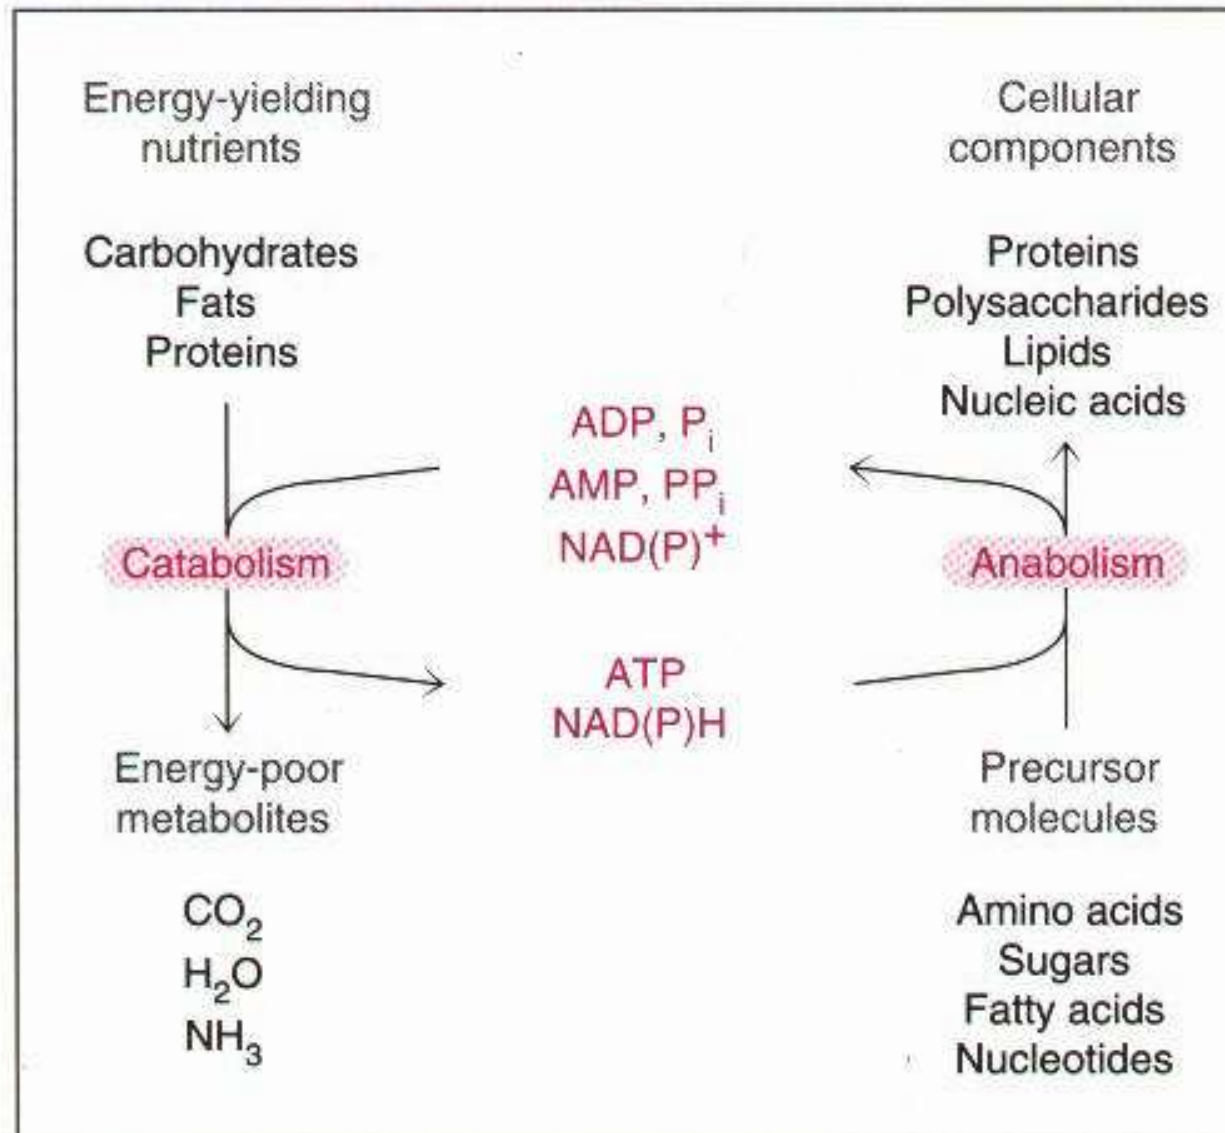 Energy-yielding
nutrients
Carbohydrates
Fats
Proteins
Catabolism
Energy-poor
metabolites
CO₂
H₂O
NH₃
ADP, Pᵢ
AMP, PPᵢ
NAD(P)⁺
ATP
NAD(P)H
Cellular
components
Proteins
Polysaccharides
Lipids
Nucleic acids
Anabolism
Precursor
molecules
Amino acids
Sugars
Fatty acids
Nucleotides